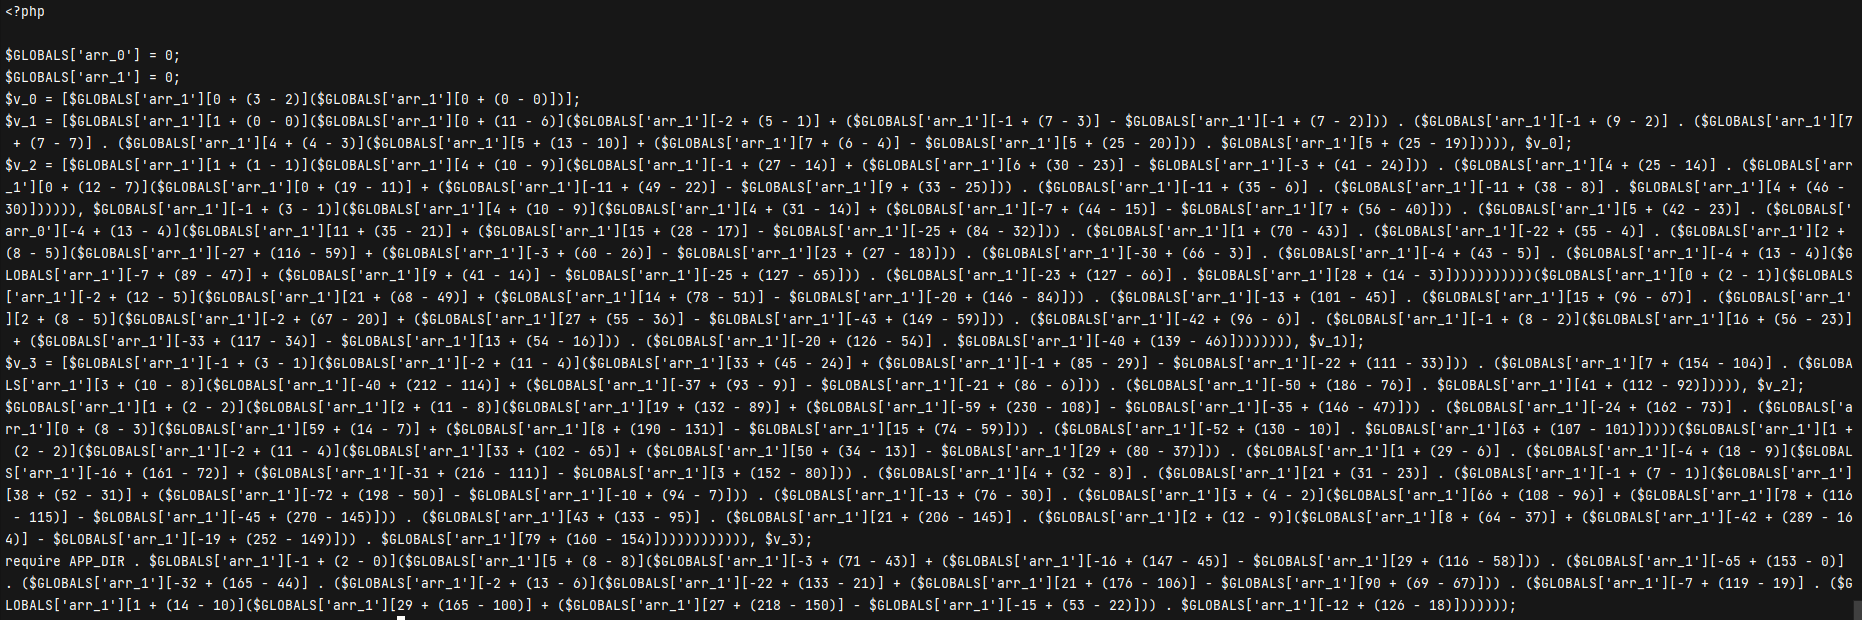 <?php
$GLOBALS['arr_0'] = 0;
$GLOBALS['arr_1'] = 0;
$v_0 = [$GLOBALS['arr_1'][0 + (3 - 2)]($GLOBALS['arr_1'][0 + (0 - 0)])];
$v_1 = [$GLOBALS['arr_1'][1 + (0 - 0)]($GLOBALS['arr_1'][0 + (11 - 6)]($GLOBALS['arr_1'][-2 + (5 - 1)] + ($GLOBALS['arr_1'][-1 + (7 - 3)] - $GLOBALS['arr_1'][-1 + (7 - 2)])) . ($GLOBALS['arr_1'][-1 + (9 - 2)] . ($GLOBALS['arr_1'][7
+ (7 - 7)] . ($GLOBALS['arr_1'][4 + (4 - 3)]($GLOBALS['arr_1'][5 + (13 - 10)] + ($GLOBALS['arr_1'][7 + (6 - 4)] - $GLOBALS['arr_1'][5 + (25 - 20)])) . $GLOBALS['arr_1'][5 + (25 - 19)])))), $v_0];
$v_2 = [$GLOBALS['arr_1'][1 + (1 - 1)]($GLOBALS['arr_1'][4 + (10 - 9)]($GLOBALS['arr_1'][-1 + (27 - 14)] + ($GLOBALS['arr_1'][6 + (30 - 23)] - $GLOBALS['arr_1'][-3 + (41 - 24)])) . ($GLOBALS['arr_1'][4 + (25 - 14)] . ($GLOBALS['arr
_1'][0 + (12 - 7)]($GLOBALS['arr_1'][0 + (19 - 11)] + ($GLOBALS['arr_1'][-11 + (49 - 22)] - $GLOBALS['arr_1'][9 + (33 - 25)])) . ($GLOBALS['arr_1'][-11 + (35 - 6)] . ($GLOBALS['arr_1'][-11 + (38 - 8)] . $GLOBALS['arr_1'][4 + (46 -
30)]))))), $GLOBALS['arr_1'][-1 + (3 - 1)]($GLOBALS['arr_1'][4 + (10 - 9)]($GLOBALS['arr_1'][4 + (31 - 14)] + ($GLOBALS['arr_1'][-7 + (44 - 15)] - $GLOBALS['arr_1'][7 + (56 - 40)])) . ($GLOBALS['arr_1'][5 + (42 - 23)] . ($GLOBALS['
arr_0'][-4 + (13 - 4)]($GLOBALS['arr_1'][11 + (35 - 21)] + ($GLOBALS['arr_1'][15 + (28 - 17)] - $GLOBALS['arr_1'][-25 + (84 - 32)])) . ($GLOBALS['arr_1'][1 + (70 - 43)] . ($GLOBALS['arr_1'][-22 + (55 - 4)] . ($GLOBALS['arr_1'][2 +
(8 - 5)]($GLOBALS['arr_1'][-27 + (116 - 59)] + ($GLOBALS['arr_1'][-3 + (60 - 26)] - $GLOBALS['arr_1'][23 + (27 - 18)])) . ($GLOBALS['arr_1'][-30 + (66 - 3)] . ($GLOBALS['arr_1'][-4 + (43 - 5)] . ($GLOBALS['arr_1'][-4 + (13 - 4)]($G
LOBALS['arr_1'][-7 + (89 - 47)] + ($GLOBALS['arr_1'][9 + (41 - 14)] - $GLOBALS['arr_1'][-25 + (127 - 65)])) . ($GLOBALS['arr_1'][-23 + (127 - 66)] . $GLOBALS['arr_1'][28 + (14 - 3)]))))))))))($GLOBALS['arr_1'][0 + (2 - 1)]($GLOBALS
['arr_1'][-2 + (12 - 5)]($GLOBALS['arr_1'][21 + (68 - 49)] + ($GLOBALS['arr_1'][14 + (78 - 51)] - $GLOBALS['arr_1'][-20 + (146 - 84)])) . ($GLOBALS['arr_1'][-13 + (101 - 45)] . ($GLOBALS['arr_1'][15 + (96 - 67)] . ($GLOBALS['arr_1'
][2 + (8 - 5)]($GLOBALS['arr_1'][-2 + (67 - 20)] + ($GLOBALS['arr_1'][27 + (55 - 36)] - $GLOBALS['arr_1'][-43 + (149 - 59)])) . ($GLOBALS['arr_1'][-42 + (96 - 6)] . ($GLOBALS['arr_1'][-1 + (8 - 2)]($GLOBALS['arr_1'][16 + (56 - 23)]
+ ($GLOBALS['arr_1'][-33 + (117 - 34)] - $GLOBALS['arr_1'][13 + (54 - 16)])) . ($GLOBALS['arr_1'][-20 + (126 - 54)] . $GLOBALS['arr_1'][-40 + (139 - 46)]))))))), $v_1)];
$v_3 = [$GLOBALS['arr_1'][-1 + (3 - 1)]($GLOBALS['arr_1'][-2 + (11 - 4)]($GLOBALS['arr_1'][33 + (45 - 24)] + ($GLOBALS['arr_1'][-1 + (85 - 29)] - $GLOBALS['arr_1'][-22 + (111 - 33)])) . ($GLOBALS['arr_1'][7 + (154 - 104)] . ($GLOBA
LS['arr_1'][3 + (10 - 8)]($GLOBALS['arr_1'][-40 + (212 - 114)] + ($GLOBALS['arr_1'][-37 + (93 - 9)] - $GLOBALS['arr_1'][-21 + (86 - 6)])) . ($GLOBALS['arr_1'][-50 + (186 - 76)] . $GLOBALS['arr_1'][41 + (112 - 92)])))), $v_2];
$GLOBALS['arr_1'][1 + (2 - 2)]($GLOBALS['arr_1'][2 + (11 - 8)]($GLOBALS['arr_1'][19 + (132 - 89)] + ($GLOBALS['arr_1'][-59 + (230 - 108)] - $GLOBALS['arr_1'][-35 + (146 - 47)])) . ($GLOBALS['arr_1'][-24 + (162 - 73)] . ($GLOBALS['a
rr_1'][0 + (8 - 3)]($GLOBALS['arr_1'][59 + (14 - 7)] + ($GLOBALS['arr_1'][8 + (190 - 131)] - $GLOBALS['arr_1'][15 + (74 - 59)])) . ($GLOBALS['arr_1'][-52 + (130 - 10)] . $GLOBALS['arr_1'][63 + (107 - 101)]))))($GLOBALS['arr_1'][1 +
(2 - 2)]($GLOBALS['arr_1'][-2 + (11 - 4)]($GLOBALS['arr_1'][33 + (102 - 65)] + ($GLOBALS['arr_1'][50 + (34 - 13)] - $GLOBALS['arr_1'][29 + (80 - 37)])) . ($GLOBALS['arr_1'][1 + (29 - 6)] . ($GLOBALS['arr_1'][-4 + (18 - 9)]($GLOBAL
S['arr_1'][-16 + (161 - 72)] + ($GLOBALS['arr_1'][-31 + (216 - 111)] - $GLOBALS['arr_1'][3 + (152 - 80)])) . ($GLOBALS['arr_1'][4 + (32 - 8)] . ($GLOBALS['arr_1'][21 + (31 - 23)] . ($GLOBALS['arr_1'][-1 + (7 - 1)]($GLOBALS['arr_1']
[38 + (52 - 31)] + ($GLOBALS['arr_1'][-72 + (198 - 50)] - $GLOBALS['arr_1'][-10 + (94 - 7)])) . ($GLOBALS['arr_1'][-13 + (76 - 30)] . ($GLOBALS['arr_1'][3 + (4 - 2)]($GLOBALS['arr_1'][66 + (108 - 96)] + ($GLOBALS['arr_1'][78 + (116
- 115)] - $GLOBALS['arr_1'][-45 + (270 - 145)])) . ($GLOBALS['arr_1'][43 + (133 - 95)] . ($GLOBALS['arr_1'][21 + (206 - 145)] . ($GLOBALS['arr_1'][2 + (12 - 9)]($GLOBALS['arr_1'][8 + (64 - 37)] + ($GLOBALS['arr_1'][-42 + (289 - 16
4)] - $GLOBALS['arr_1'][-19 + (252 - 149)])) . $GLOBALS['arr_1'][79 + (160 - 154)]))))))))))), $v_3);
require APP_DIR . $GLOBALS['arr_1'][-1 + (2 - 0)]($GLOBALS['arr_1'][5 + (8 - 8)]($GLOBALS['arr_1'][-3 + (71 - 43)] + ($GLOBALS['arr_1'][-16 + (147 - 45)] - $GLOBALS['arr_1'][29 + (116 - 58)])) . ($GLOBALS['arr_1'][-65 + (153 - 0)]
. ($GLOBALS['arr_1'][-32 + (165 - 44)] . ($GLOBALS['arr_1'][-2 + (13 - 6)]($GLOBALS['arr_1'][-22 + (133 - 21)] + ($GLOBALS['arr_1'][21 + (176 - 106)] - $GLOBALS['arr_1'][90 + (69 - 67)])) . ($GLOBALS['arr_1'][-7 + (119 - 19)] . ($G
LOBALS['arr_1'][1 + (14 - 10)]($GLOBALS['arr_1'][29 + (165 - 100)] + ($GLOBALS['arr_1'][27 + (218 - 150)] - $GLOBALS['arr_1'][-15 + (53 - 22)])) . $GLOBALS['arr_1'][-12 + (126 - 18)]))))));